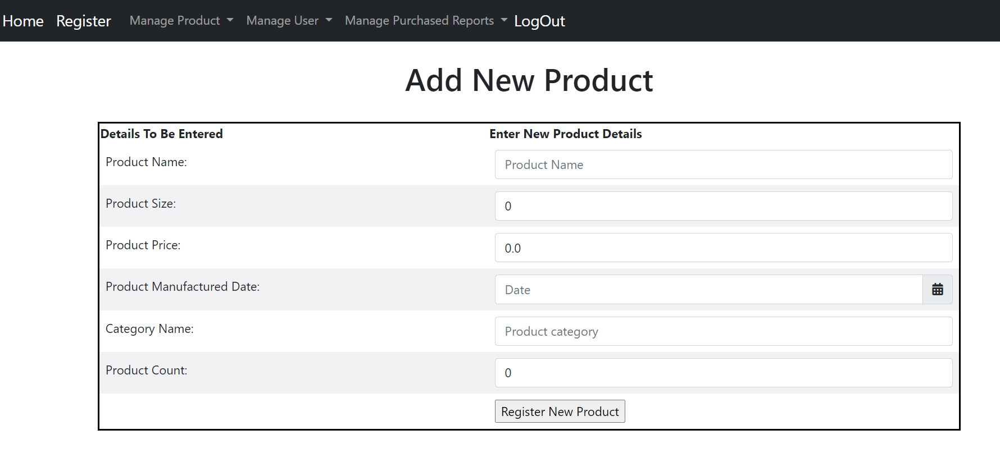 Home Register Manage Product Manage User Manage Purchased Reports LogOut
Add New Product
Details To Be Entered Enter New Product Details
Product Name: Product Name
Product Size: 0
Product Price: 0.0
Product Manufactured Date: Date
Category Name: Product category
Product Count: 0
Register New Product